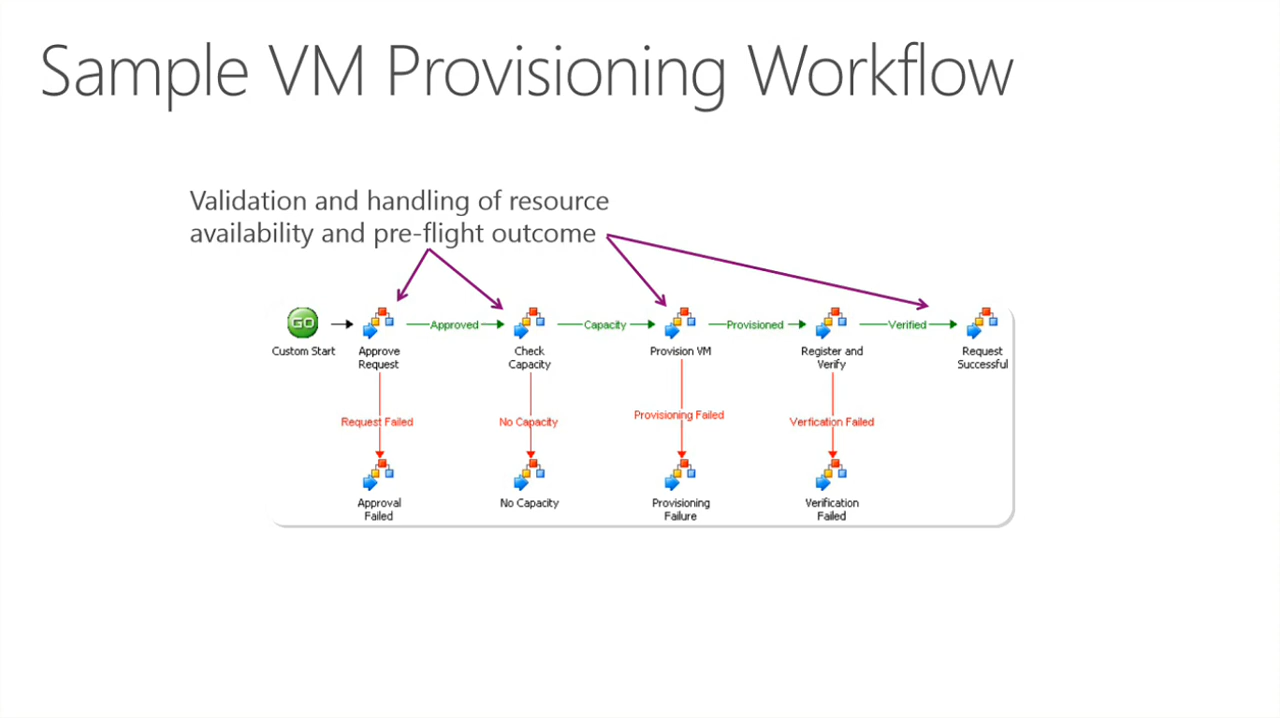 Sample VM Provisioning Workflow
Validation and handling of resource
availability and pre-flight outcome
GO
Approved
Capacity
Provisioned
Verified
Custom Start
Approve
Request
Check
Capacity
Provision VM
Register and
Verify
Request
Successful
Request Failed
No Capacity
Provisioning Failed
Verfication Failed
Approval
Failed
No Capacity
Provisioning
Failure
Verification
Failed